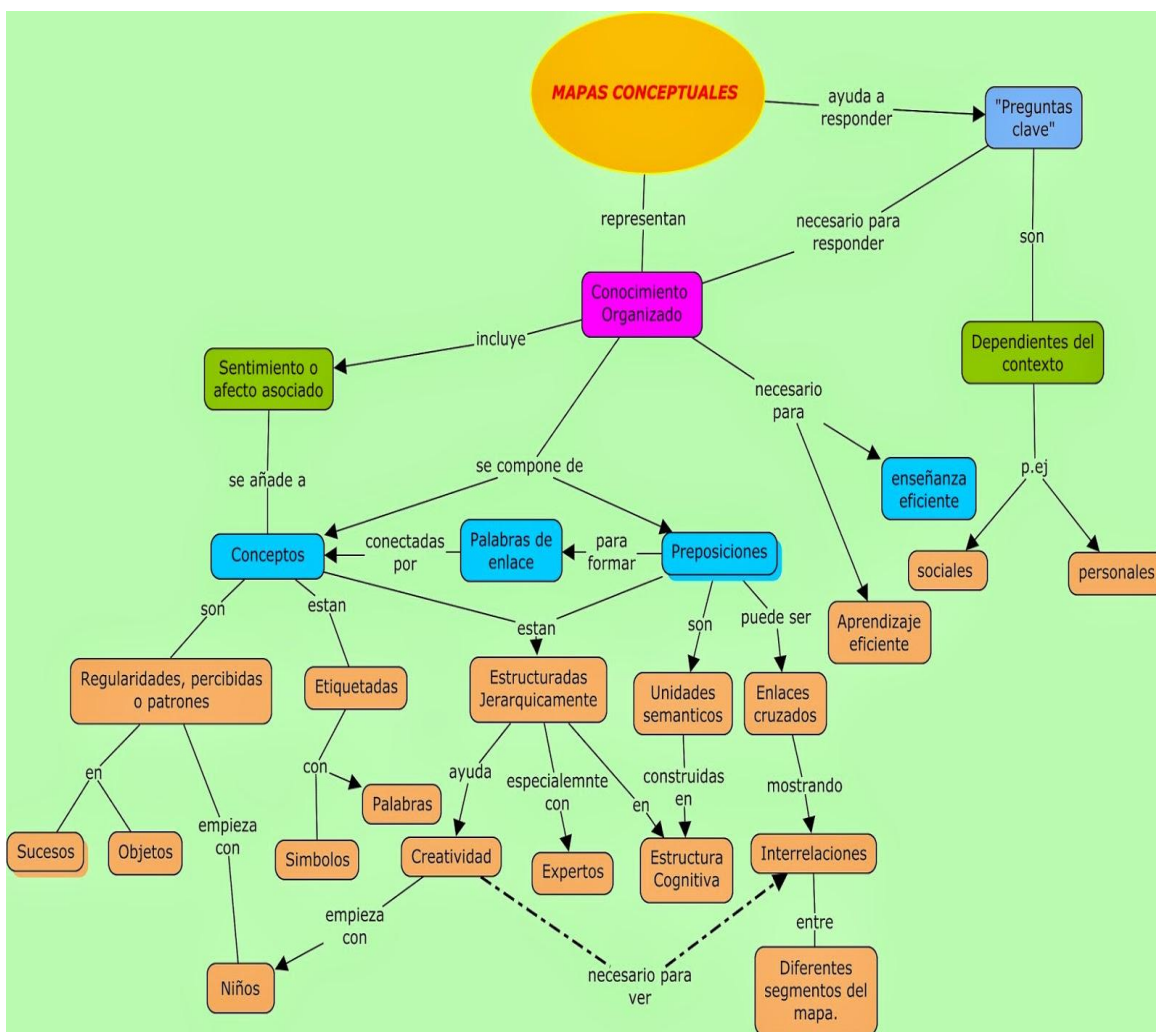 MAPAS CONCEPTUALES
ayuda a
responder
"Preguntas
clave"
representan
necesario para
responder
son
Conocimiento
Organizado
incluye
Sentimiento o
afecto asociado
Dependientes del
contexto
necesario
para
se añade a
se compone de
p.ej
enseñanza
eficiente
Conceptos
conectadas
por
Palabras de
enlace
para
formar
Preposiciones
sociales
personales
son
estan
estan
son
puede ser
Aprendizaje
eficiente
Regularidades, percibidas
o patrones
Etiquetadas
Estructuradas
Jerarquicamente
Unidades
semanticos
Enlaces
cruzados
en
con
ayuda
especialemnte
con
en
construidas
en
mostrando
Palabras
empieza
con
Sucesos
Objetos
Simbolos
Creatividad
Expertos
Estructura
Cognitiva
Interrelaciones
empieza
con
entre
necesario para
ver
Niños
Diferentes
segmentos del
mapa.